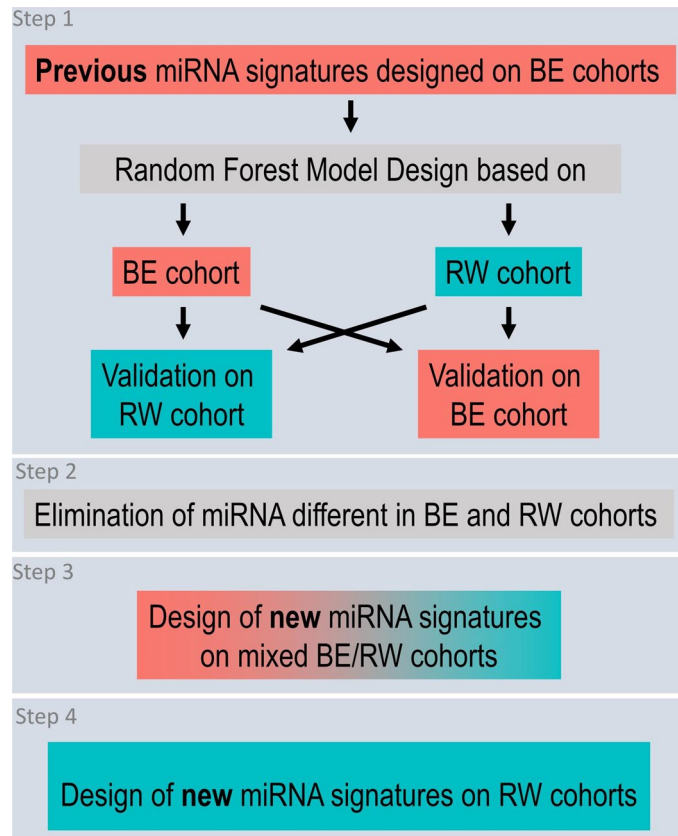 Step 1
Previous miRNA signatures designed on BE cohorts
Random Forest Model Design based on
BE cohort
RW cohort
Validation on
RW cohort
Validation on
BE cohort
Step 2
Elimination of miRNA different in BE and RW cohorts
Step 3
Design of new miRNA signatures
on mixed BE/RW cohorts
Step 4
Design of new miRNA signatures on RW cohorts